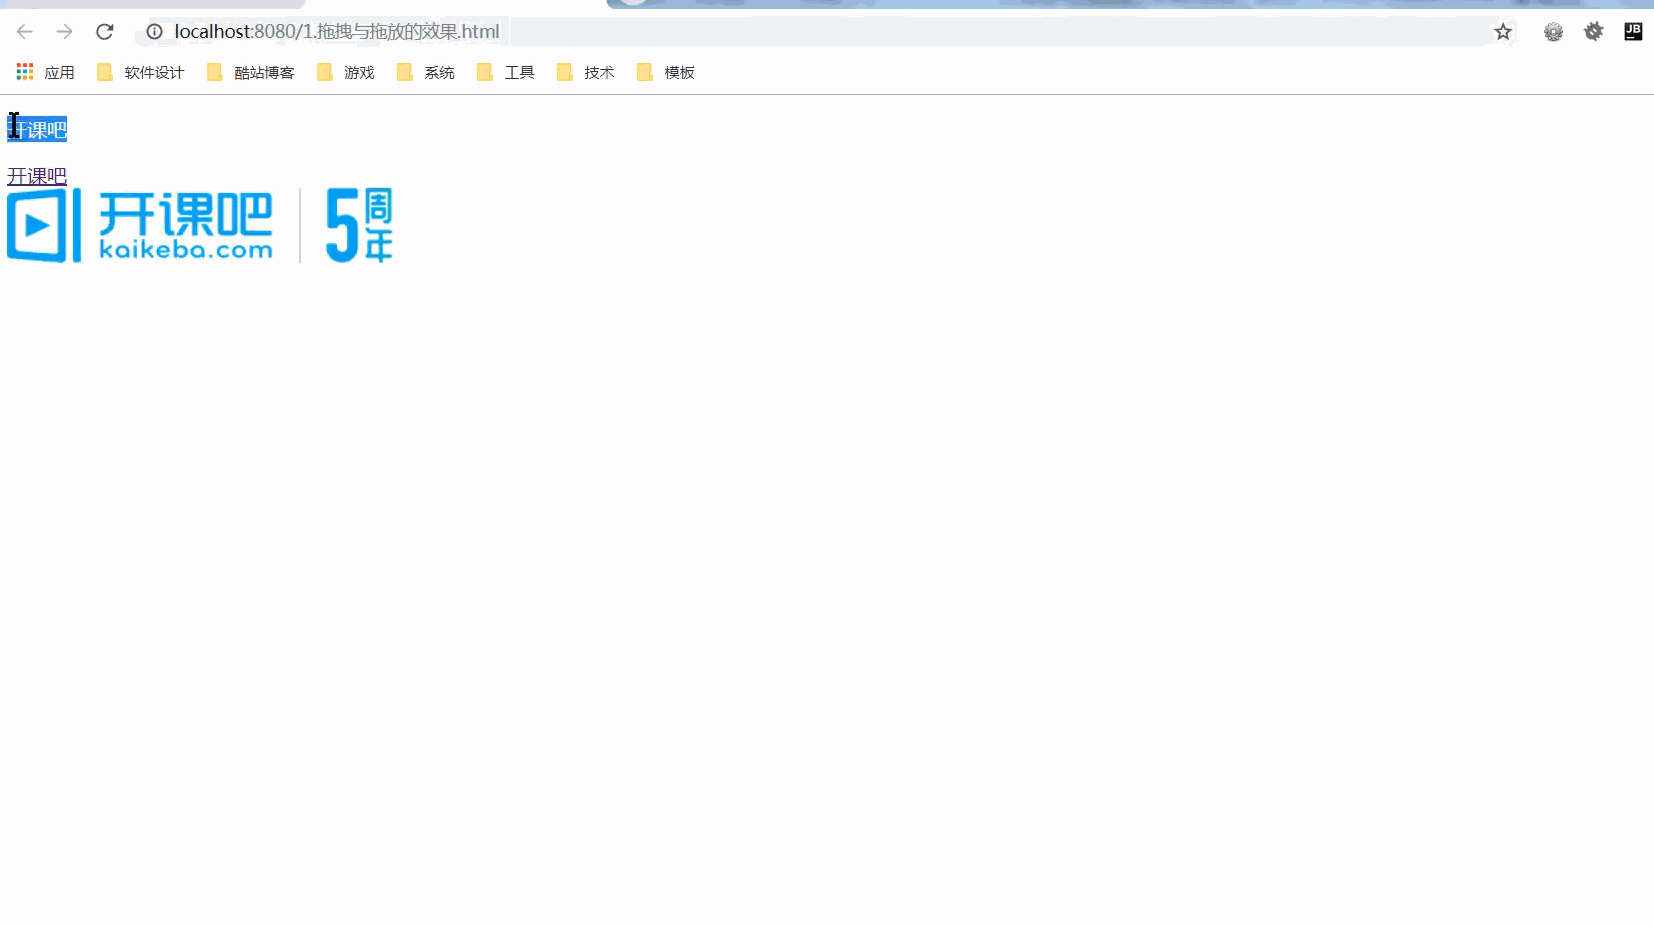 localhost:8080/1.拖拽与拖放的效果.html
JB
应用 软件设计 酷站博客 游戏 系统 工具 技术 模板
开课吧
开课吧
开课吧 5周年
kaikeba.com